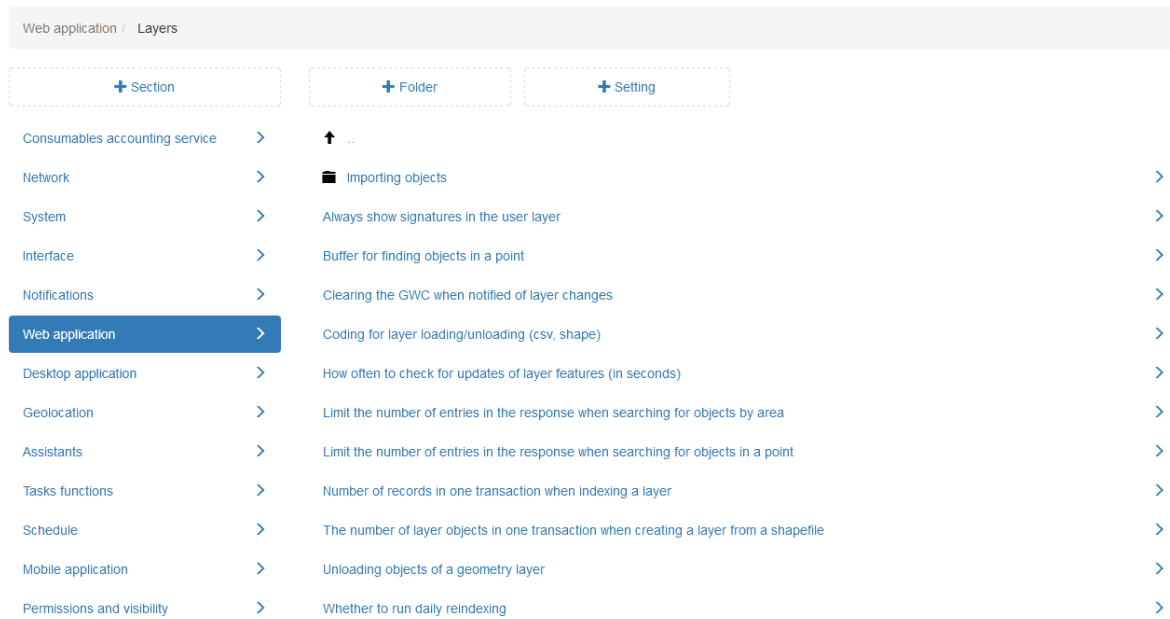 Web application / Layers
+ Section
+ Folder
+ Setting
Consumables accounting service
Network
System
Interface
Notifications
Web application
Desktop application
Geolocation
Assistants
Tasks functions
Schedule
Mobile application
Permissions and visibility
..
Importing objects
Always show signatures in the user layer
Buffer for finding objects in a point
Clearing the GWC when notified of layer changes
Coding for layer loading/unloading (csv, shape)
How often to check for updates of layer features (in seconds)
Limit the number of entries in the response when searching for objects by area
Limit the number of entries in the response when searching for objects in a point
Number of records in one transaction when indexing a layer
The number of layer objects in one transaction when creating a layer from a shapefile
Unloading objects of a geometry layer
Whether to run daily reindexing